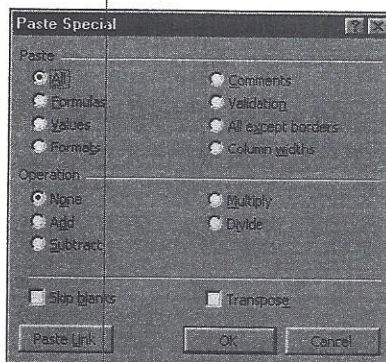 Paste Special
Paste
All
Comments
Formulas
Validation
Values
All except borders
Formats
Column widths
Operation
None
Multiply
Add
Divide
Subtract
Skip blanks
Transpose
Paste Link
OK
Cancel